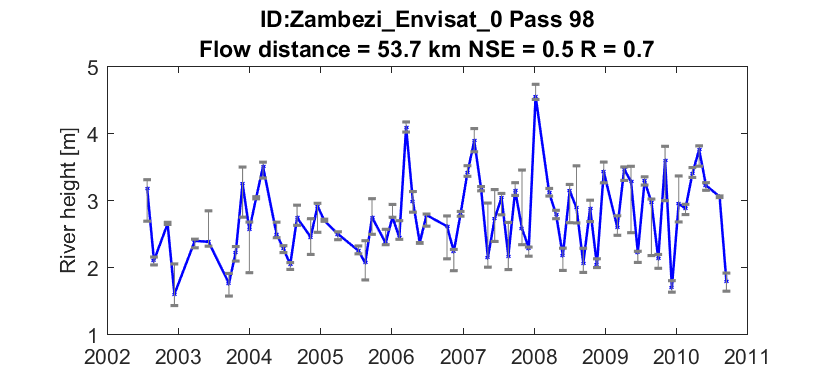 ID:Zambezi_Envisat_0 Pass 98
Flow distance = 53.7 km NSE = 0.5 R = 0.7
River height [m]
5
4
3
2
1
2002 2003 2004 2005 2006 2007 2008 2009 2010 2011